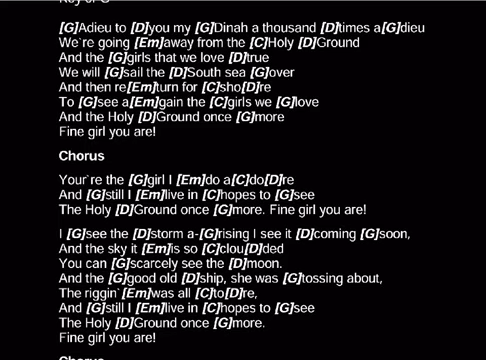 Key of G
[G]Adieu to [D]you my [G]Dinah a thousand [D]times a[G]dieu
We`re going [Em]away from the [C]Holy [D]Ground
And the [G]girls that we love [D]true
We will [G]sail the [D]South sea [G]over
And then re[Em]turn for [C]sho[D]re
To [G]see a[Em]gain the [C]girls we [G]love
And the Holy [D]Ground once [G]more
Fine girl you are!
Chorus
Your're the [G]girl I [Em]do a[C]do[D]re
And [G]still I [Em]live in [C]hopes to [G]see
The Holy [D]Ground once [G]more. Fine girl you are!
I [G]see the [D]storm a-[G]rising I see it [D]coming [G]soon,
And the sky it [Em]is so [C]clou[D]ded
You can [G]scarcely see the [D]moon.
And the [G]good old [D]ship, she was [G]tossing about,
The riggin` [Em]was all [C]to[D]re,
And [G]still I [Em]live in [C]hopes to [G]see
The Holy [D]Ground once [G]more.
Fine girl you are!
Chorus